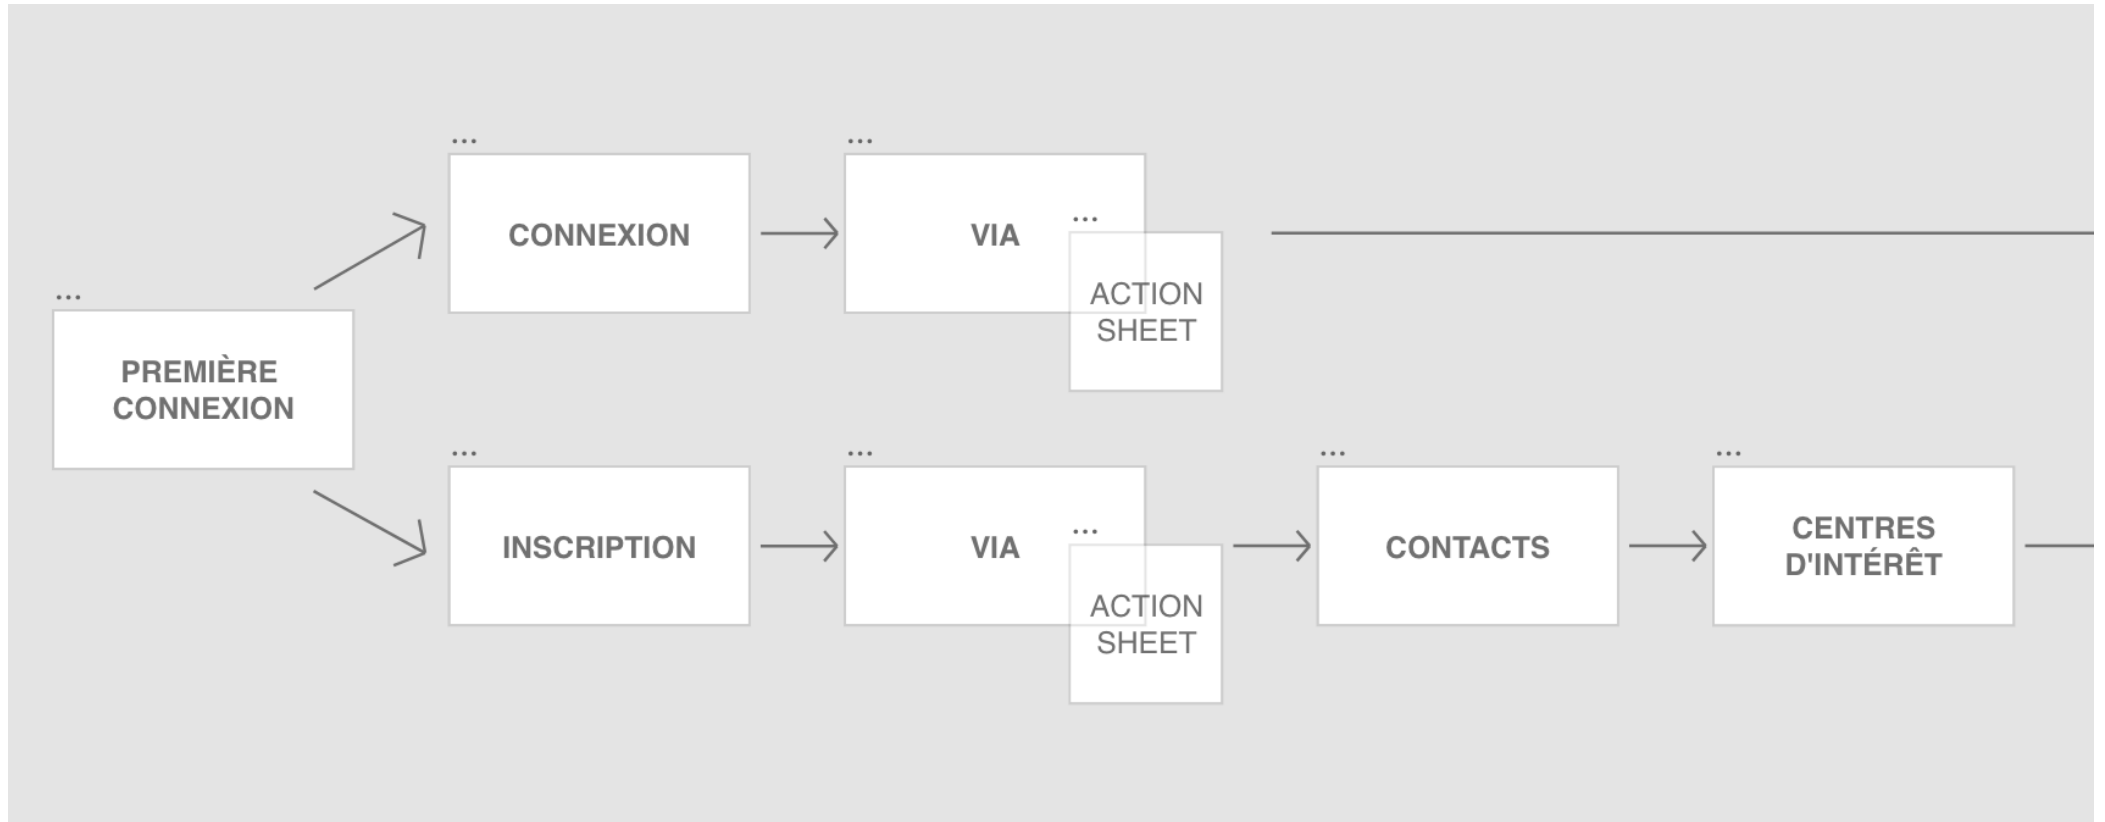 ...
PREMIÈRE
CONNEXION
...
CONNEXION
...
VIA
...
ACTION
SHEET
...
INSCRIPTION
...
VIA
...
ACTION
SHEET
...
CONTACTS
...
CENTRES
D'INTÉRÊT